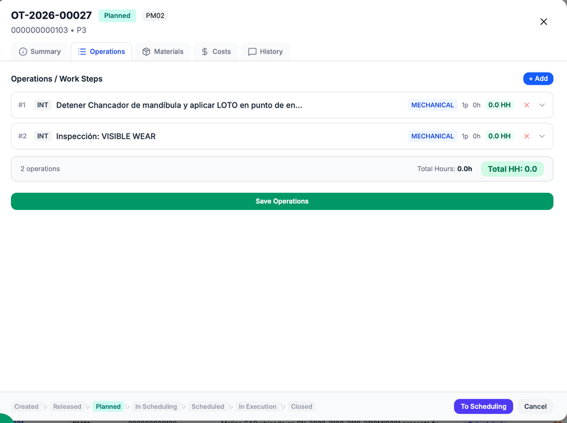 OT-2026-00027 Planned PM02
000000000103 • P3
Summary Operations Materials Costs History
Operations / Work Steps + Add
#1 INT Detener Chancador de mandíbula y aplicar LOTO en punto de en... MECHANICAL 1p 0h 0.0 HH
#2 INT Inspección: VISIBLE WEAR MECHANICAL 1p 0h 0.0 HH
2 operations Total Hours: 0.0h Total HH: 0.0
Save Operations
Created Released Planned In Scheduling Scheduled In Execution Closed To Scheduling Cancel